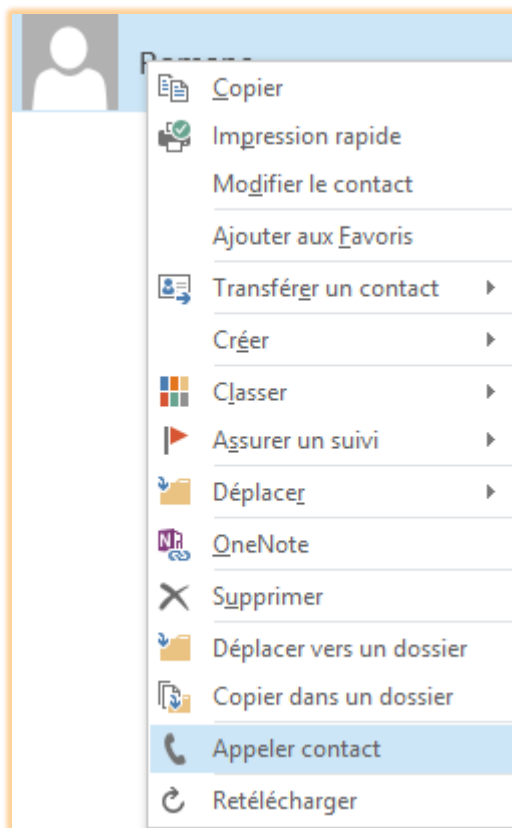 Copier
Impression rapide
Modifier le contact
Ajouter aux Favoris
Transférer un contact
Créer
Classer
Assurer un suivi
Déplacer
OneNote
Supprimer
Déplacer vers un dossier
Copier dans un dossier
Appeler contact
Retélécharger